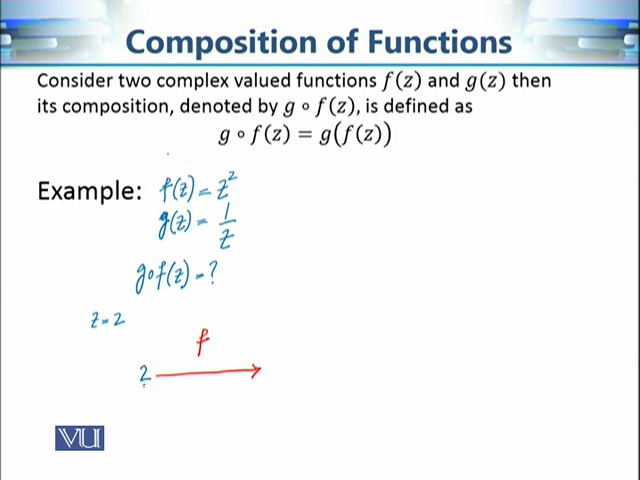 Composition of Functions
Consider two complex valued functions f(z) and g(z) then
its composition, denoted by g ∘ f(z), is defined as
g ∘ f(z) = g(f(z))
Example: f(z) = z²
g(z) = 1/z
g∘f(z) = ?
z = 2
f
2
VU